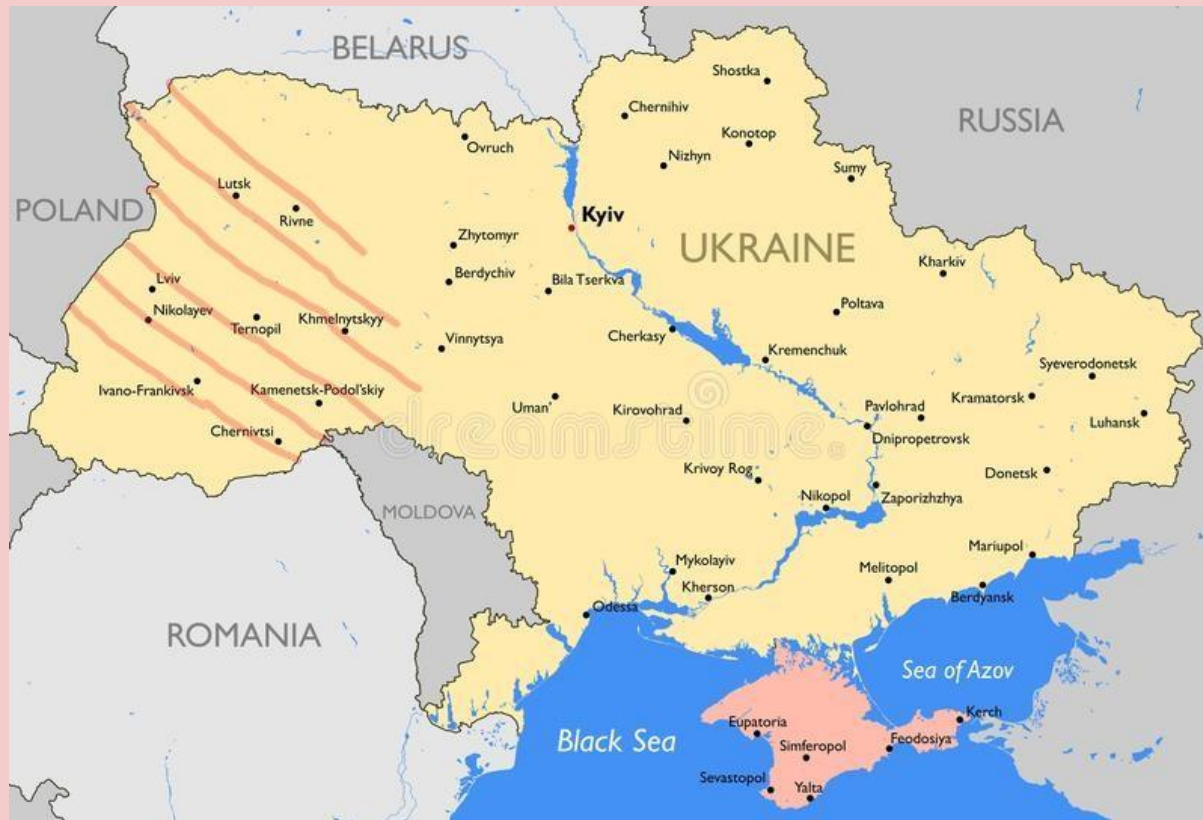 BELARUS
Shostka
Chernihiv
RUSSIA
Ovruch
Konotop
Nizhyn
Sumy
Lutsk
Rivne
POLAND
Kyiv
Zhytomyr
UKRAINE
Kharkiv
Lviv
Berdychiv
Bila Tserkva
Nikolayev
Ternopil
Khmelnytskyy
Poltava
Cherkasy
Vinnytsya
Kremenchuk
Syeverodonetsk
Ivano-Frankivsk
Kamenetsk-Podol'skiy
Uman'
Kirovohrad
Pavlohrad
Kramatorsk
Luhansk
dreamstime
Chernivtsi
Dnipropetrovsk
Krivoy Rog
Donetsk
Nikopol
Zaporizhzhya
MOLDOVA
Mariupol
Mykolayiv
Melitopol
Kherson
Berdyansk
Odessa
ROMANIA
Sea of Azov
Kerch
Eupatoria
Black Sea
Simferopol
Feodosiya
Sevastopol
Yalta